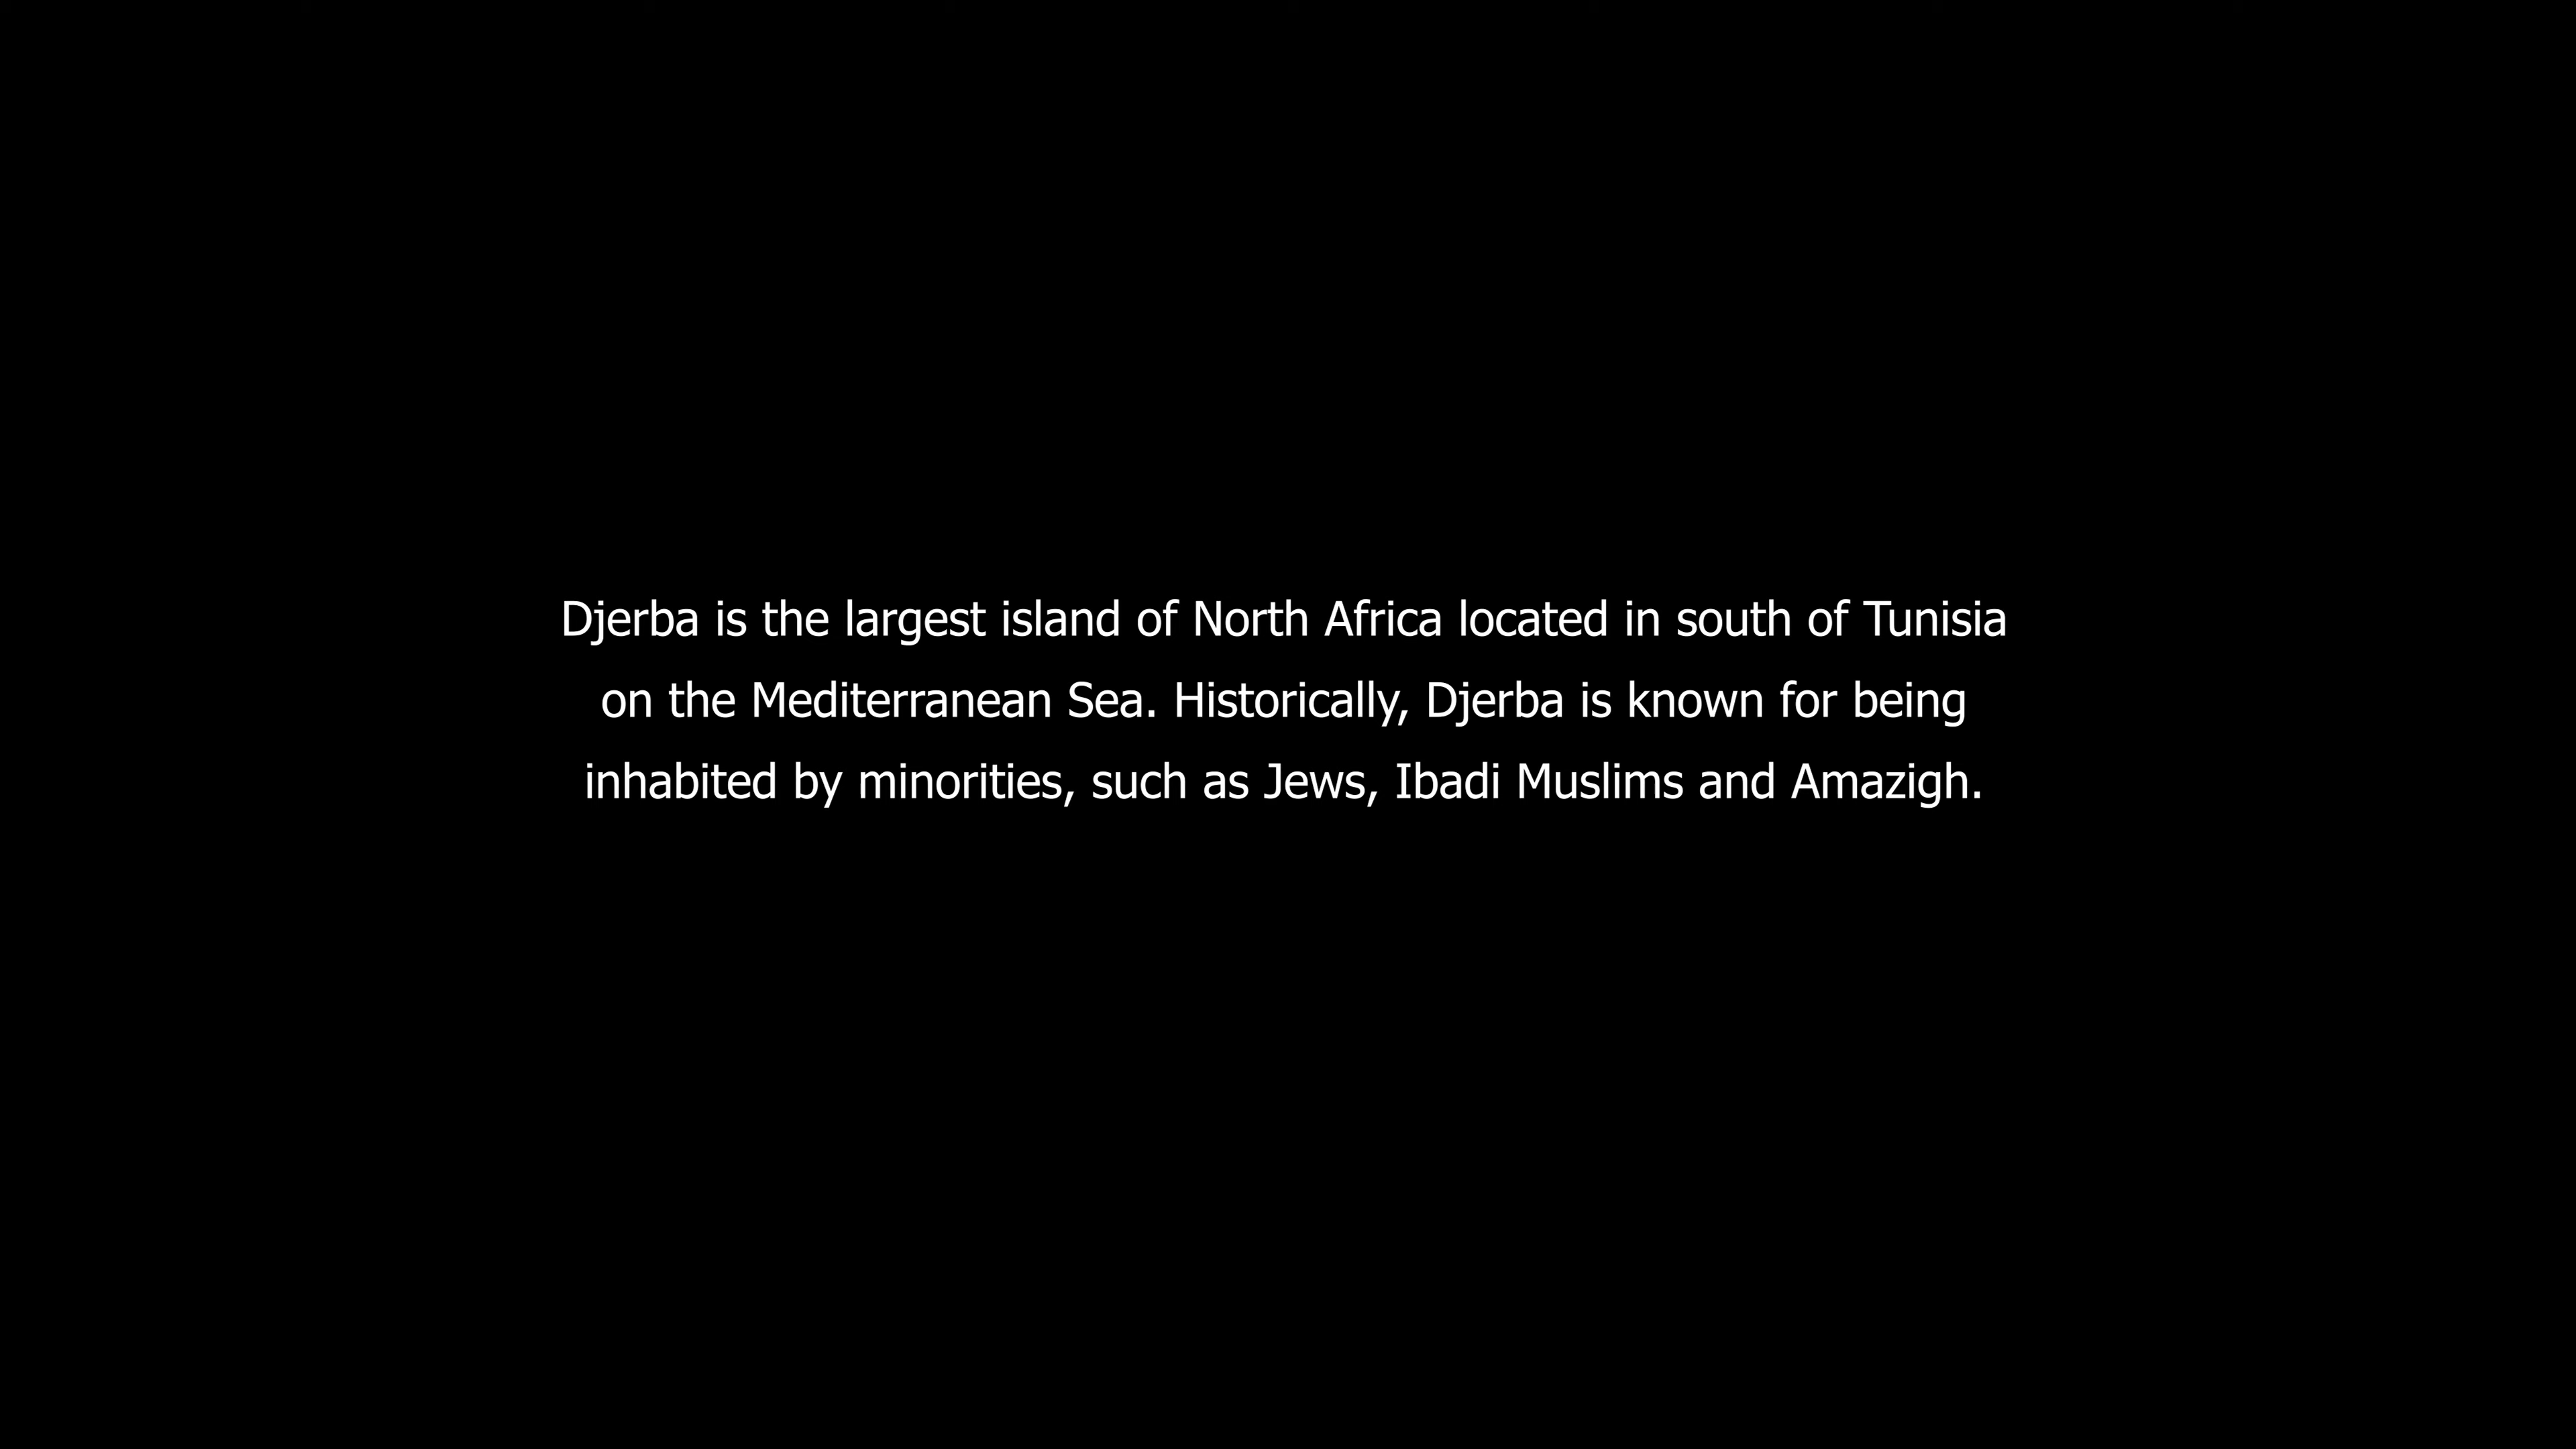 Djerba is the largest island of North Africa located in south of Tunisia
on the Mediterranean Sea. Historically, Djerba is known for being
inhabited by minorities, such as Jews, Ibadi Muslims and Amazigh.